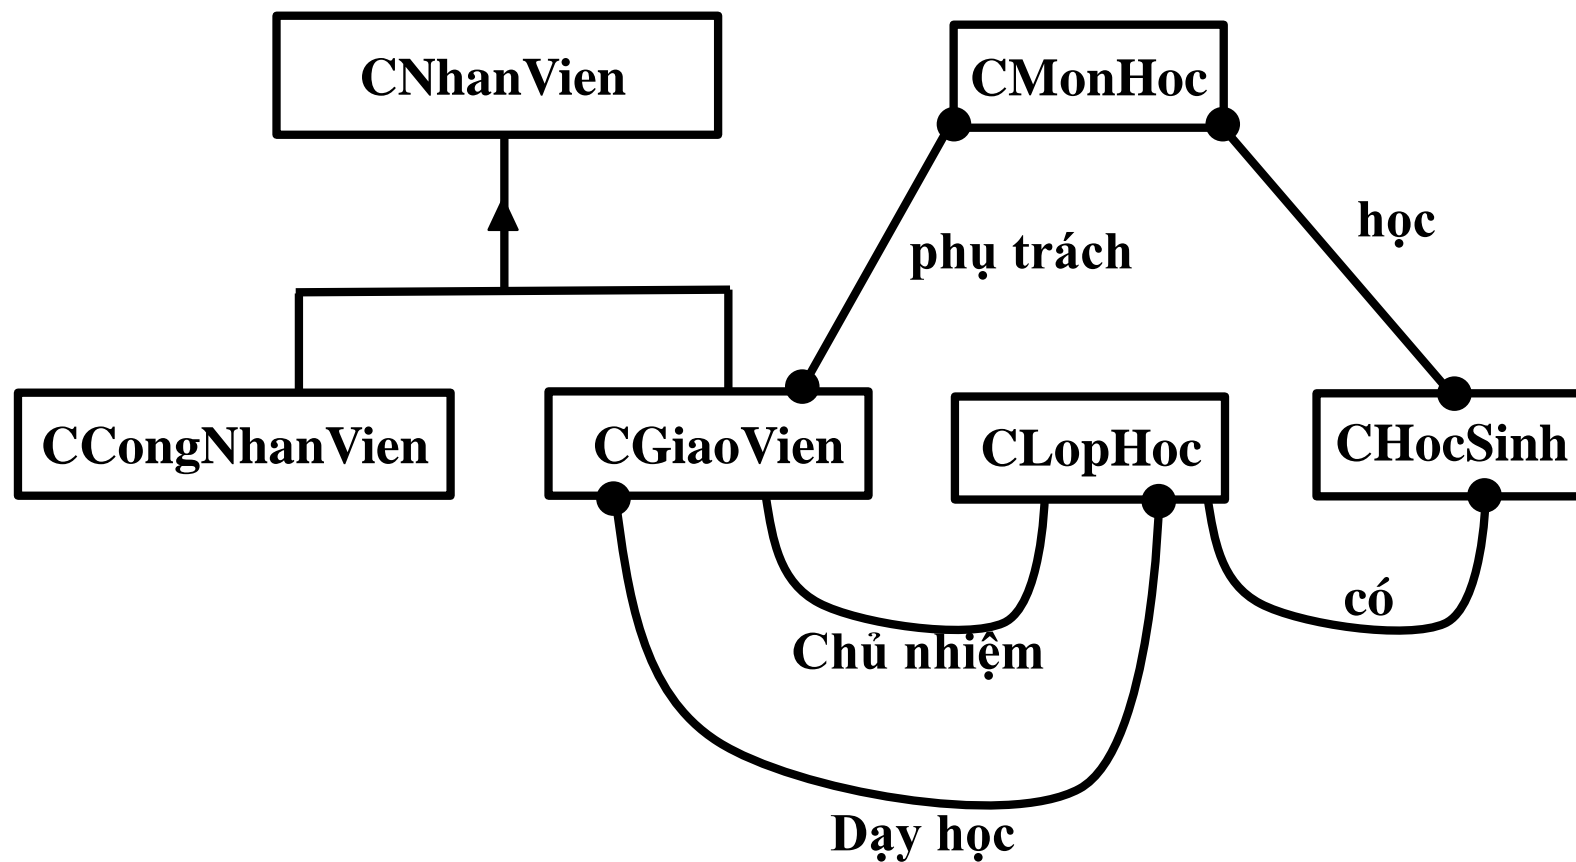 CNhanVien
CMonHoc
học
phụ trách
CCongNhanVien
CGiaoVien
CLopHoc
CHocSinh
có
Chủ nhiệm
Dạy học